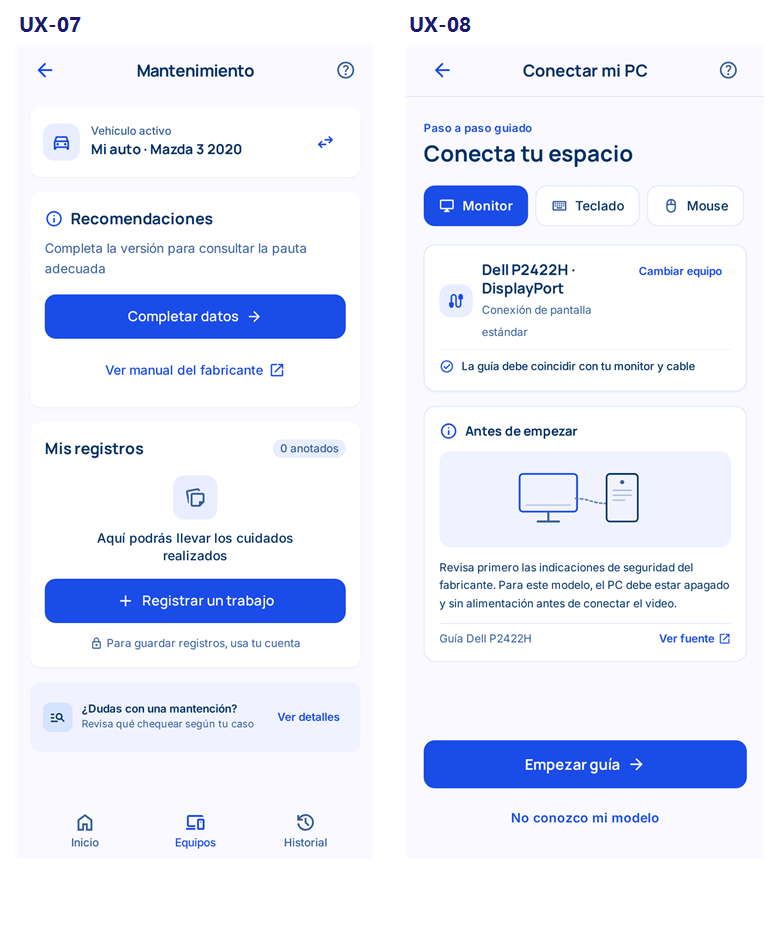 UX-07
Mantenimiento
Vehículo activo
Mi auto · Mazda 3 2020
Recomendaciones
Completa la versión para consultar la pauta
adecuada
Completar datos
Ver manual del fabricante
Mis registros
0 anotados
Aquí podrás llevar los cuidados
realizados
Registrar un trabajo
Para guardar registros, usa tu cuenta
¿Dudas con una mantención?
Revisa qué chequear según tu caso
Ver detalles
Inicio
Equipos
Historial
UX-08
Conectar mi PC
Paso a paso guiado
Conecta tu espacio
Monitor
Teclado
Mouse
Dell P2422H ·
DisplayPort
Cambiar equipo
Conexión de pantalla
estándar
La guía debe coincidir con tu monitor y cable
Antes de empezar
Revisa primero las indicaciones de seguridad del
fabricante. Para este modelo, el PC debe estar apagado
y sin alimentación antes de conectar el video.
Guía Dell P2422H
Ver fuente
Empezar guía
No conozco mi modelo